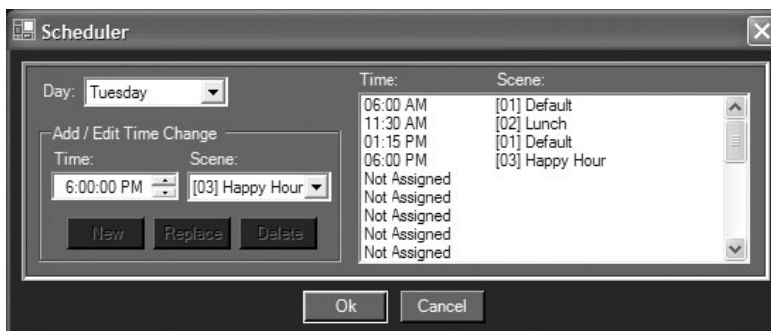 Scheduler
Day: Tuesday
Add / Edit Time Change
Time: Scene:
6:00:00 PM [03] Happy Hour
New Replace Delete
Time: Scene:
06:00 AM [01] Default
11:30 AM [02] Lunch
01:15 PM [01] Default
06:00 PM [03] Happy Hour
Not Assigned
Not Assigned
Not Assigned
Not Assigned
Not Assigned
Ok Cancel